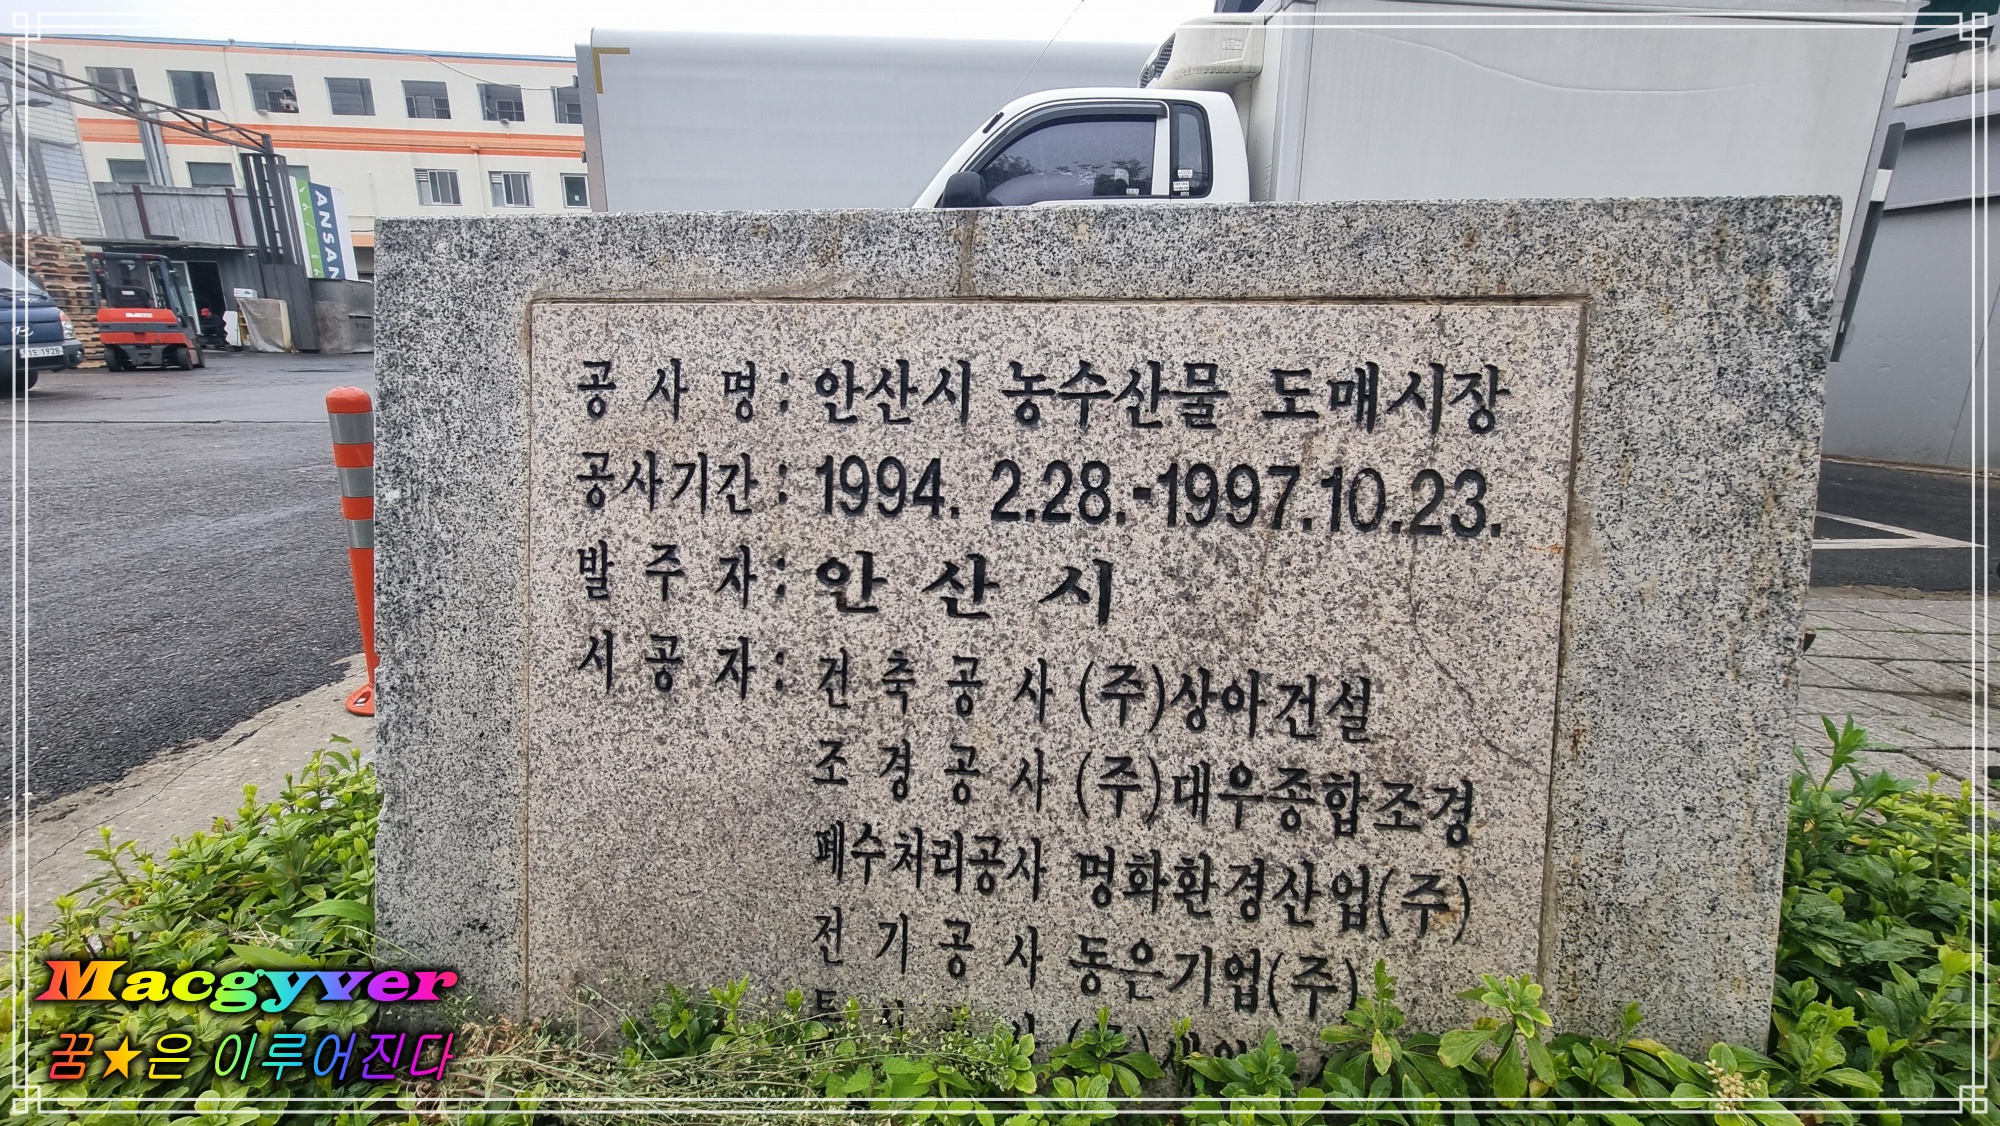 ANSAN
공 사 명 : 안산시 농수산물 도매시장
공사기간 : 1994. 2.28.-1997.10.23.
발 주 자 : 안 산 시
시 공 자 : 건 축 공 사 (주)상아건설
조 경 공 사 (주)대우종합조경
폐수처리공사 명화환경산업(주)
전 기 공 사 동은기업(주)
Macgyver
꿈★은 이루어진다